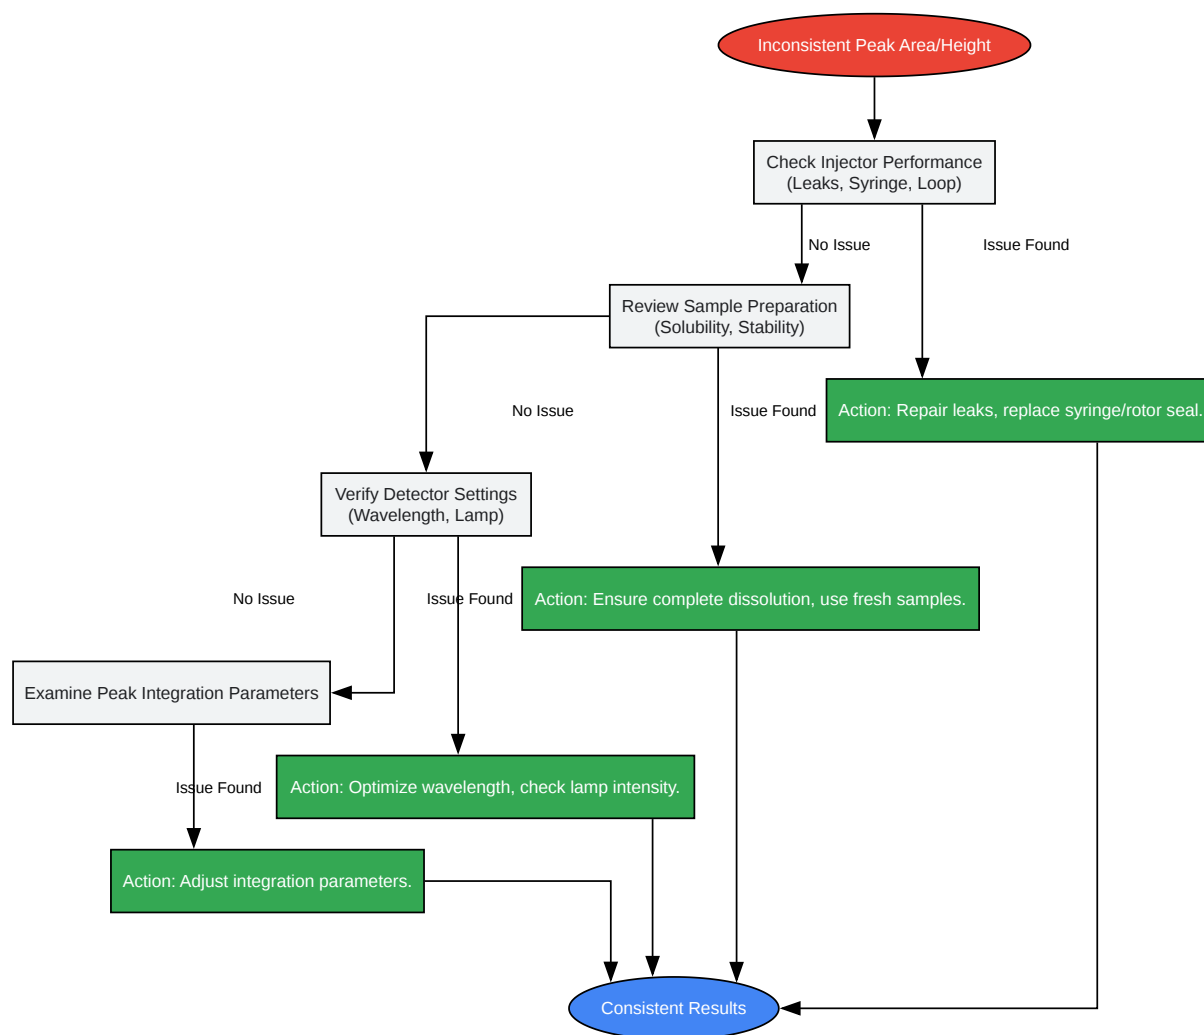 Inconsistent Peak Area/Height
Check Injector Performance
(Leaks, Syringe, Loop)
No Issue
Issue Found
Review Sample Preparation
(Solubility, Stability)
No Issue
Issue Found
Action: Repair leaks, replace syringe/rotor seal.
Verify Detector Settings
(Wavelength, Lamp)
No Issue
Issue Found
Action: Ensure complete dissolution, use fresh samples.
Examine Peak Integration Parameters
Issue Found
Action: Optimize wavelength, check lamp intensity.
Action: Adjust integration parameters.
Consistent Results